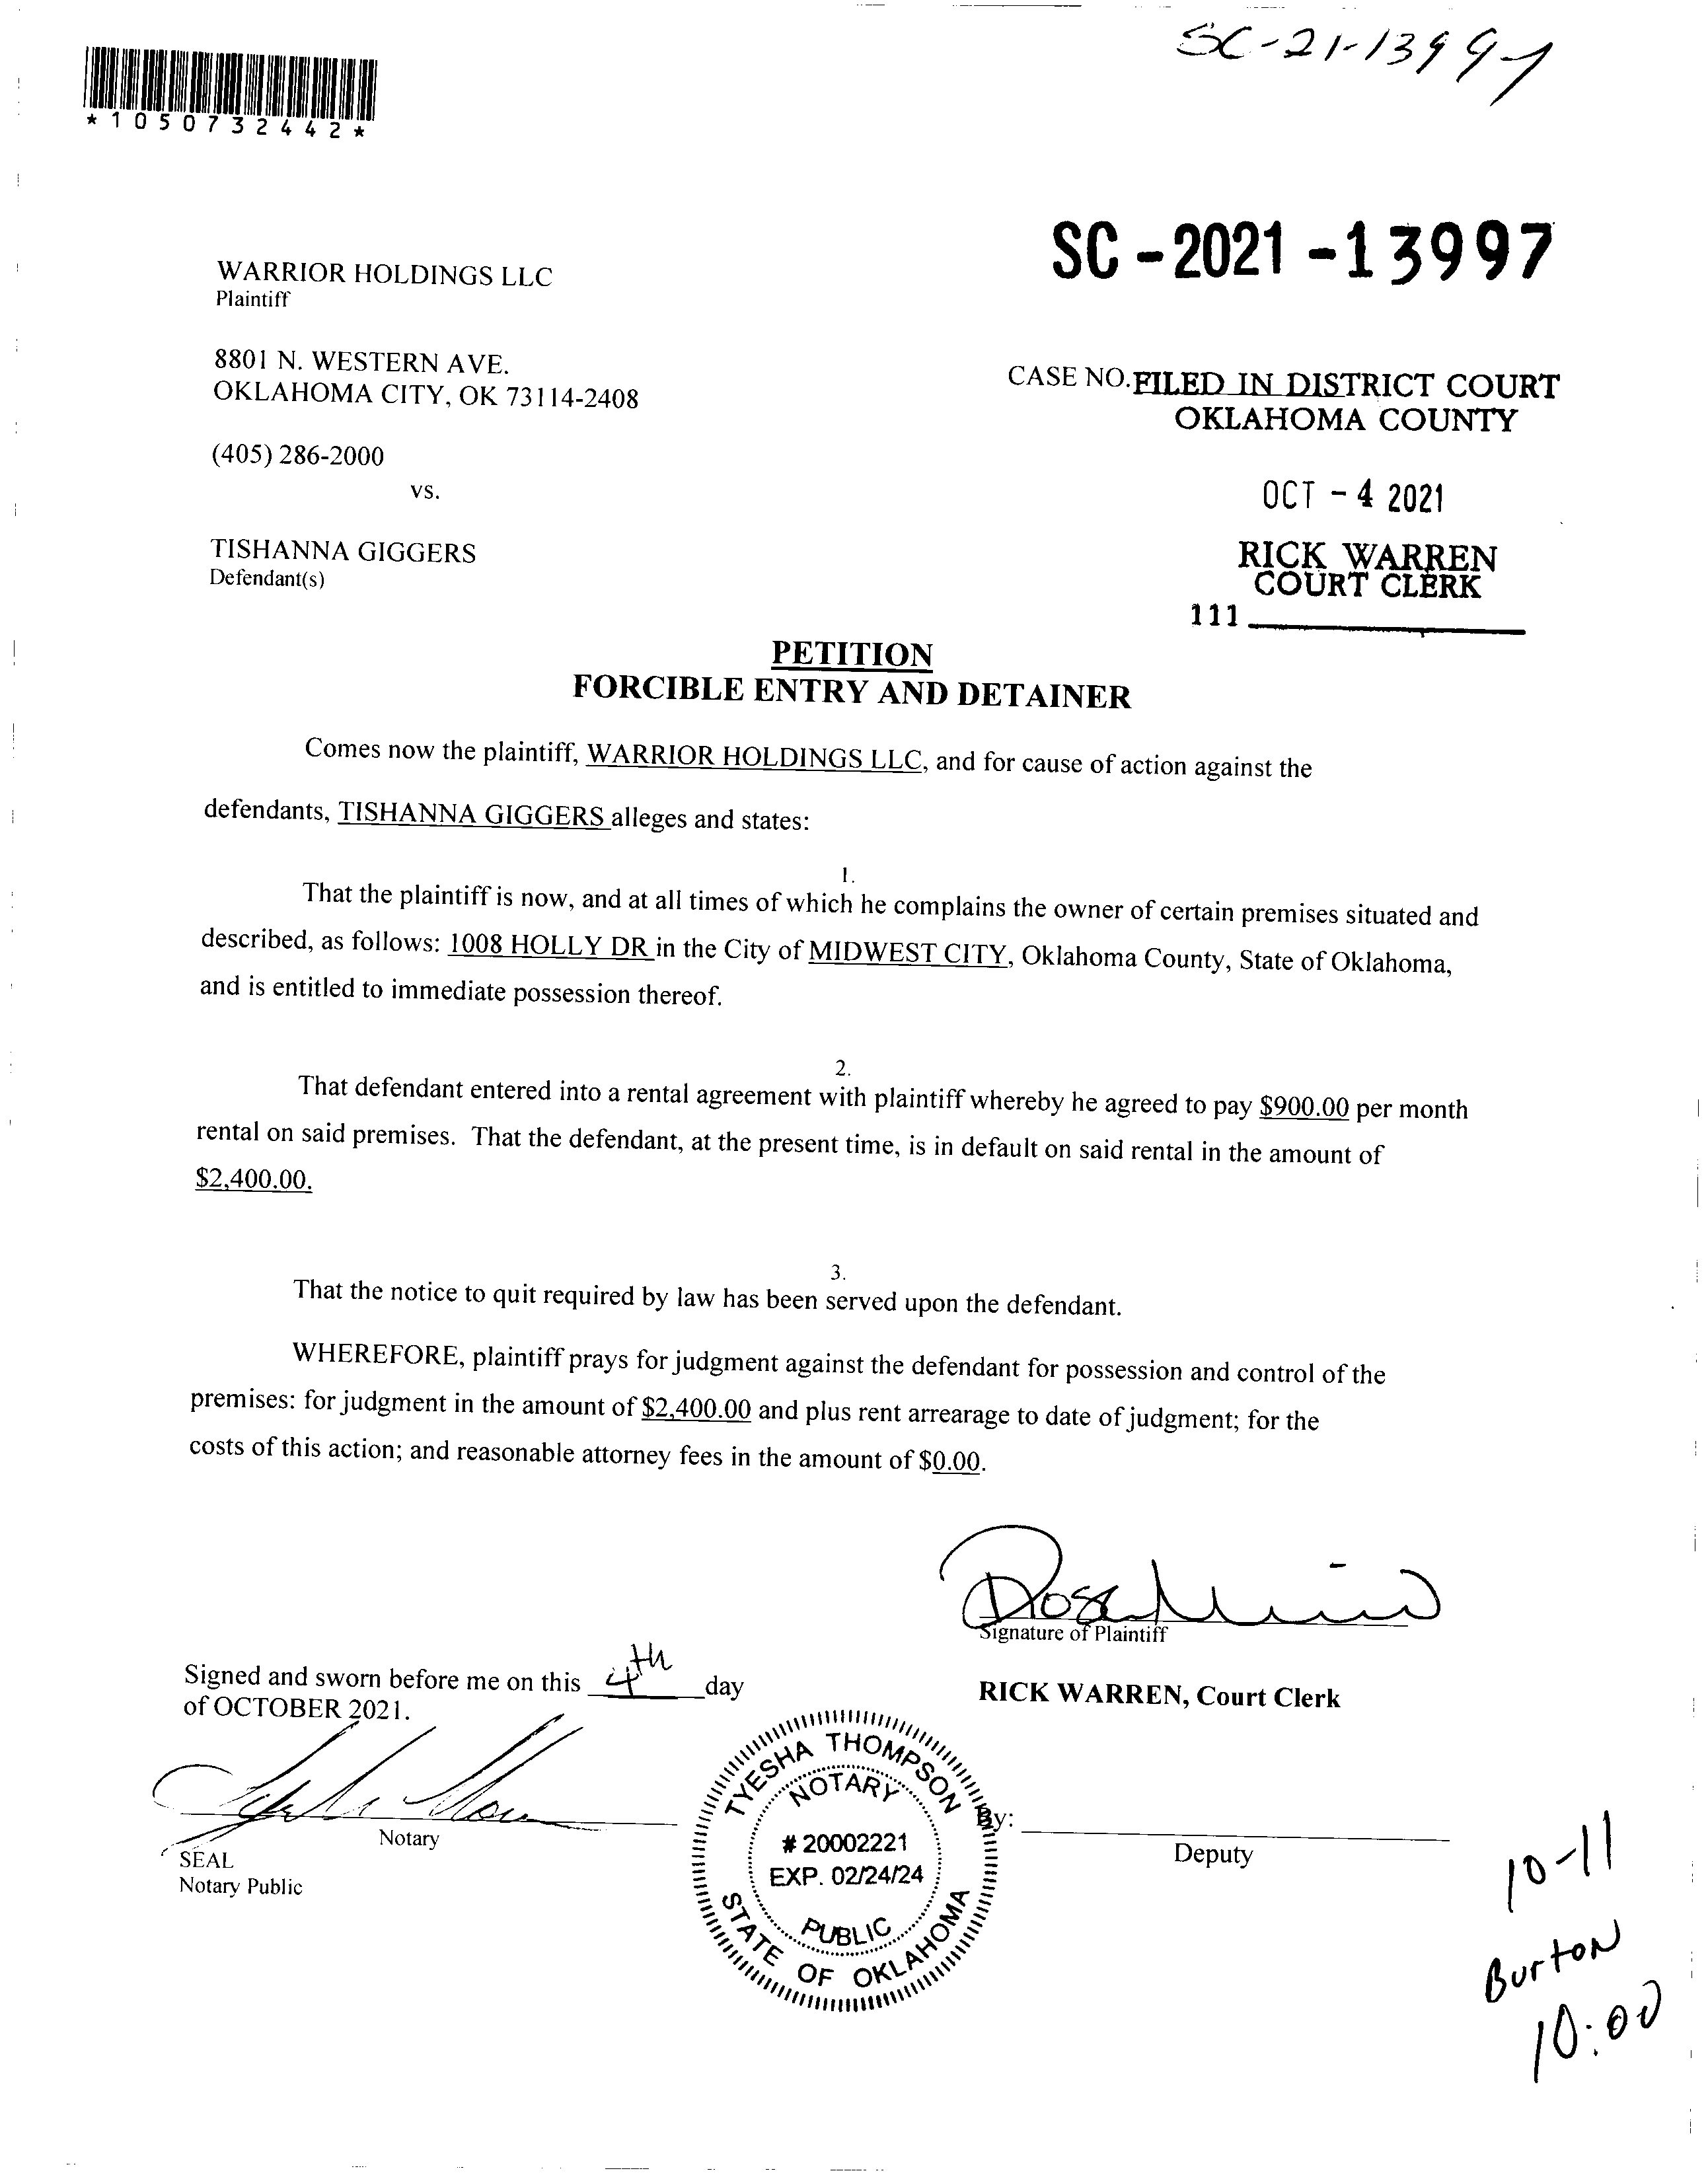 SC-21-13997
*1050732442*
SC-2021-13997
WARRIOR HOLDINGS LLC
Plaintiff
8801 N. WESTERN AVE.
OKLAHOMA CITY, OK 73114-2408
CASE NO. FILED IN DISTRICT COURT
OKLAHOMA COUNTY
(405) 286-2000
vs.
OCT - 4 2021
TISHANNA GIGGERS
Defendant(s)
RICK WARREN
COURT CLERK
111
PETITION
FORCIBLE ENTRY AND DETAINER
Comes now the plaintiff, WARRIOR HOLDINGS LLC, and for cause of action against the
defendants, TISHANNA GIGGERS alleges and states:
1.
That the plaintiff is now, and at all times of which he complains the owner of certain premises situated and
described, as follows: 1008 HOLLY DR in the City of MIDWEST CITY, Oklahoma County, State of Oklahoma,
and is entitled to immediate possession thereof.
2.
That defendant entered into a rental agreement with plaintiff whereby he agreed to pay $900.00 per month
rental on said premises. That the defendant, at the present time, is in default on said rental in the amount of
$2,400.00.
3.
That the notice to quit required by law has been served upon the defendant.
WHEREFORE, plaintiff prays for judgment against the defendant for possession and control of the
premises: for judgment in the amount of $2,400.00 and plus rent arrearage to date of judgment; for the
costs of this action; and reasonable attorney fees in the amount of $0.00.
Signature of Plaintiff
Signed and sworn before me on this 4th day
of OCTOBER 2021.
RICK WARREN, Court Clerk
Notary
SEAL
Notary Public
TYESHA THOMPSON
NOTARY
# 20002221
EXP. 02/24/24
PUBLIC
STATE OF OKLAHOMA
By:
Deputy
10-11
Burton
10:00